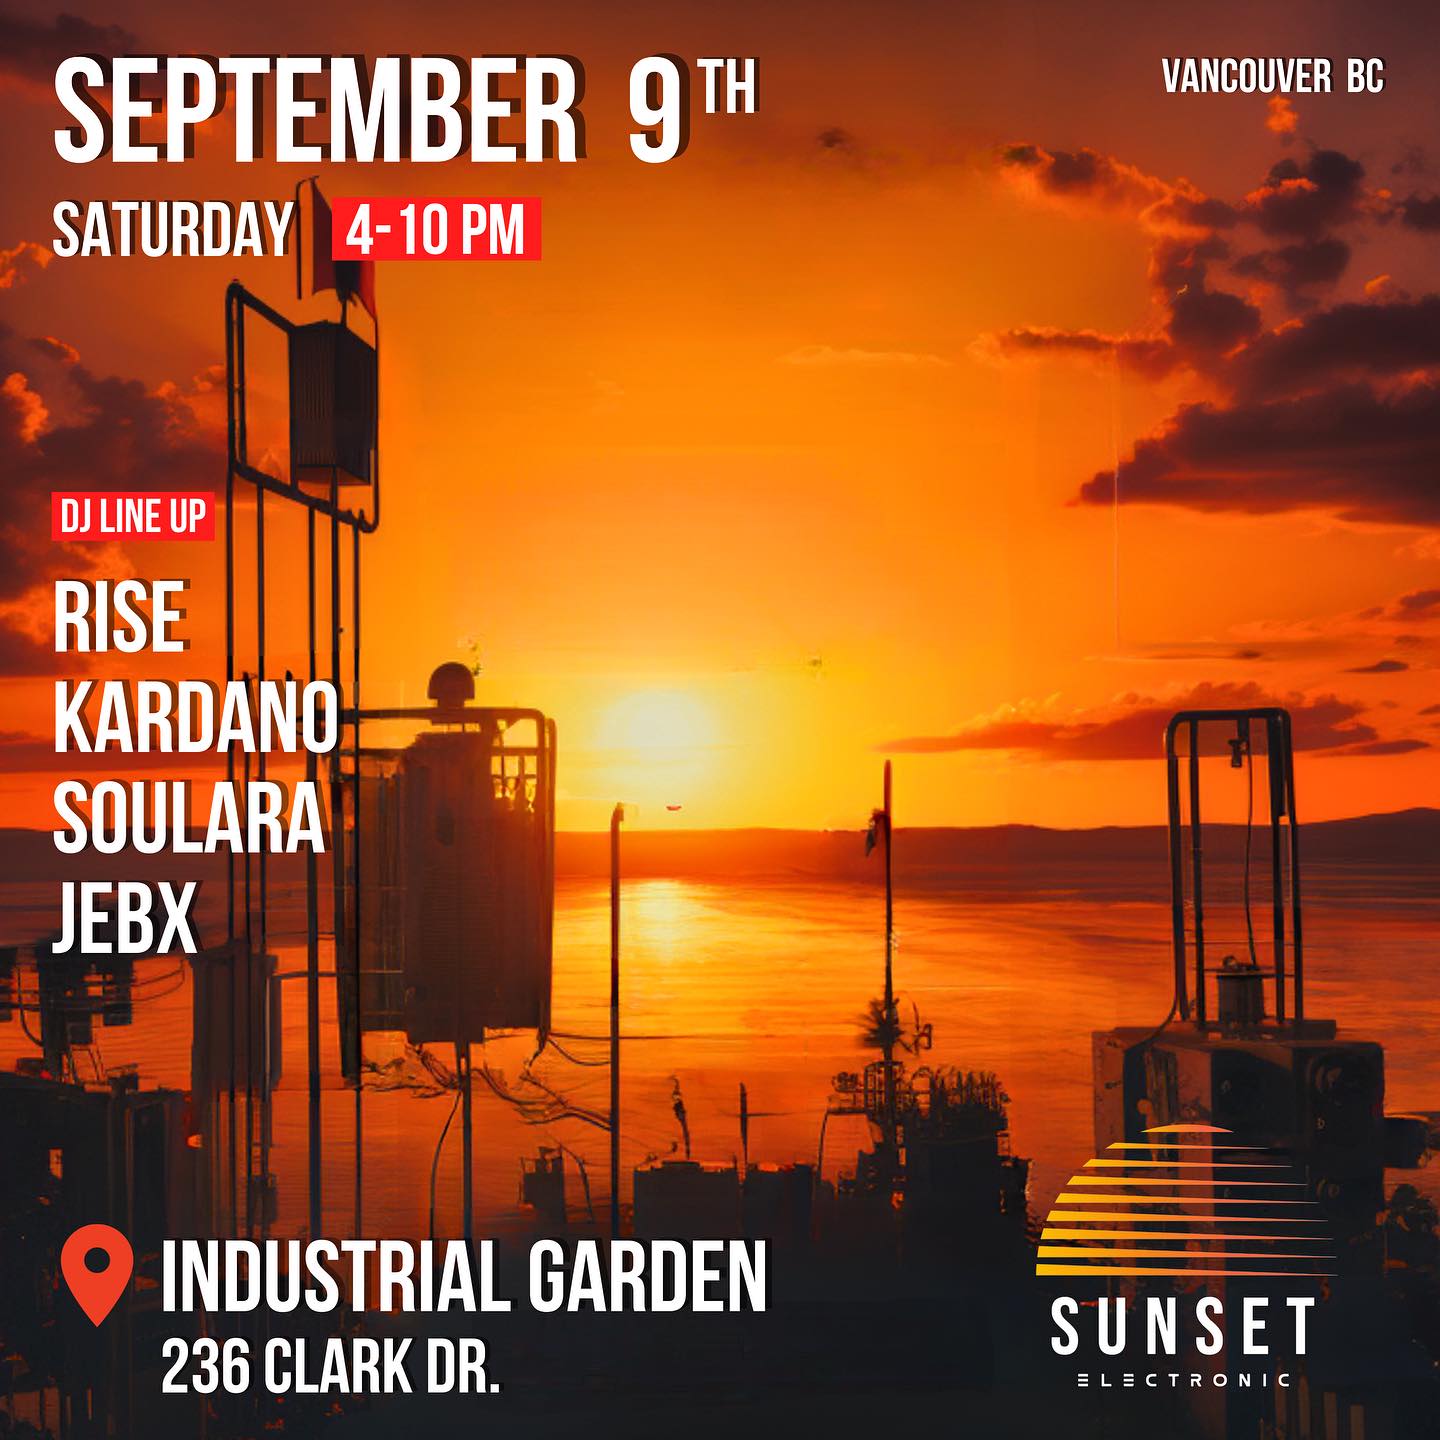 SEPTEMBER 9TH
VANCOUVER BC
SATURDAY 4-10 PM
DJ LINE UP
RISE
KARDANO
SOULARA
JEBX
INDUSTRIAL GARDEN
236 CLARK DR.
SUNSET
ELECTRONIC